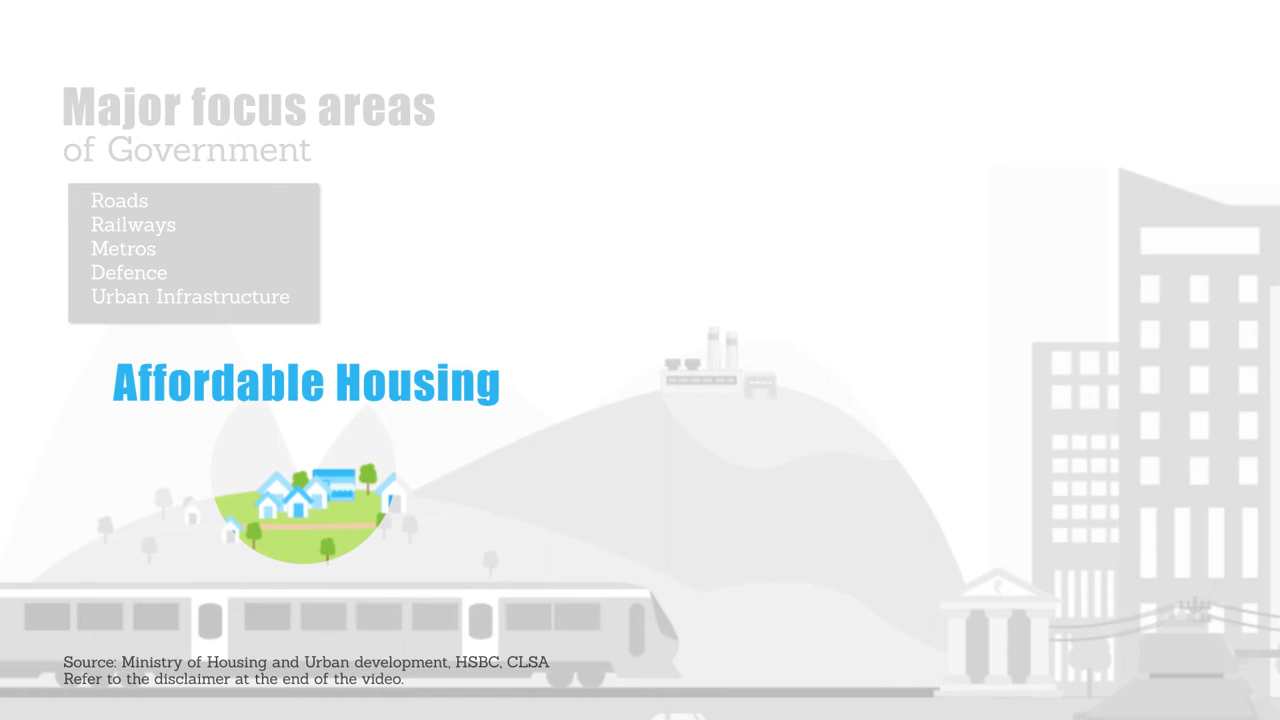 Major focus areas
of Government
Roads
Railways
Metros
Defence
Urban Infrastructure
Affordable Housing
Source: Ministry of Housing and Urban development, HSBC, CLSA
Refer to the disclaimer at the end of the video.